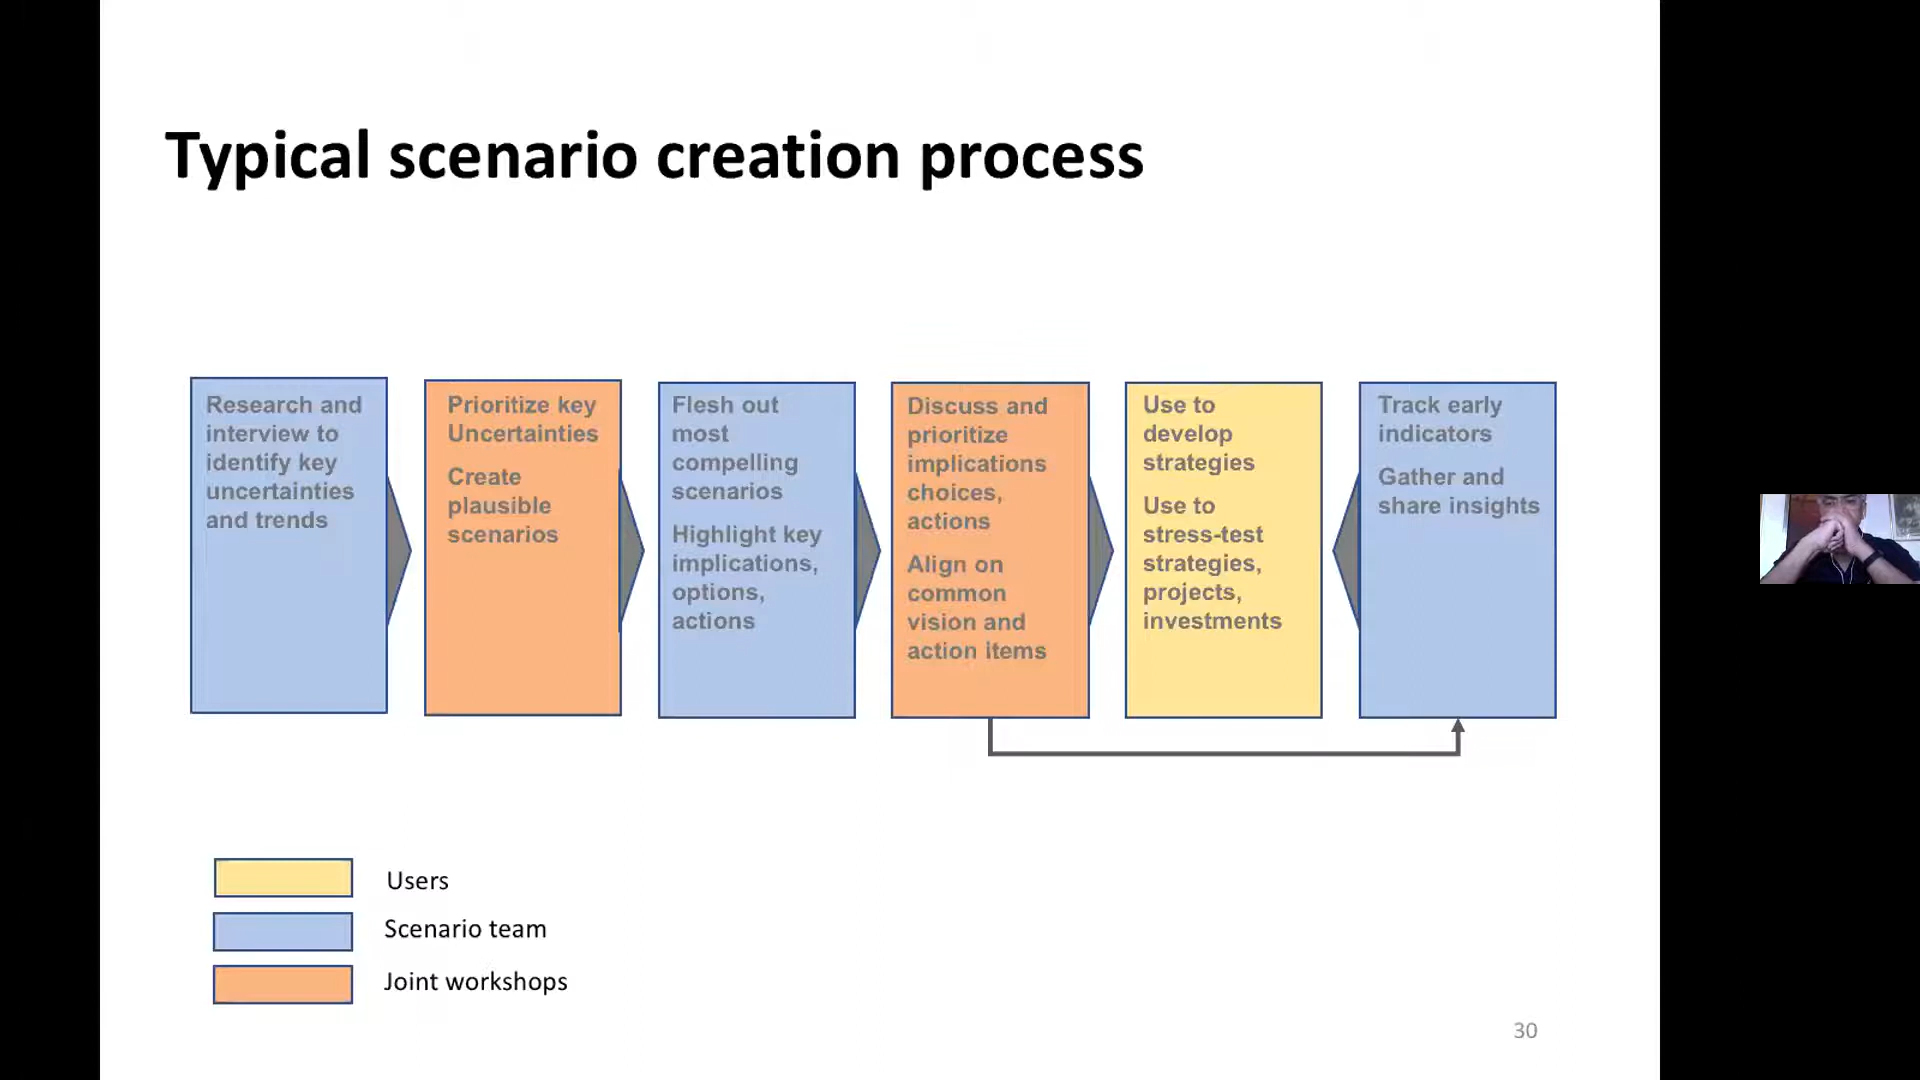 Typical scenario creation process
Research and
interview to
identify key
uncertainties
and trends
Prioritize key
Uncertainties
Create
plausible
scenarios
Flesh out
most
compelling
scenarios
Highlight key
implications,
options,
actions
Discuss and
prioritize
implications
choices,
actions
Align on
common
vision and
action items
Use to
develop
strategies
Use to
stress-test
strategies,
projects,
investments
Track early
indicators
Gather and
share insights
Users
Scenario team
Joint workshops
30